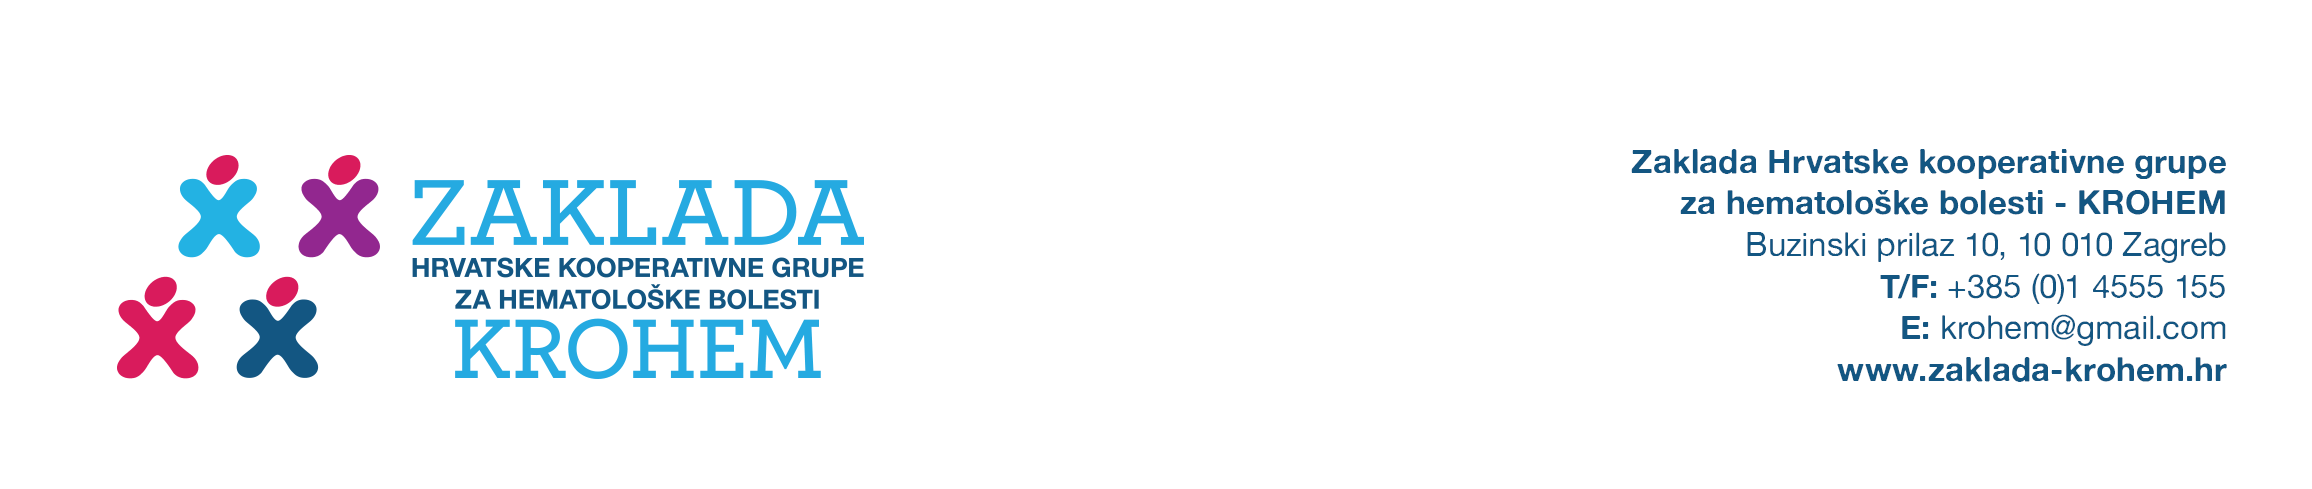 ZAKLADA
HRVATSKE KOOPERATIVNE GRUPE
ZA HEMATOLOŠKE BOLESTI
KROHEM
Zaklada Hrvatske kooperativne grupe
za hematološke bolesti - KROHEM
Buzinski prilaz 10, 10 010 Zagreb
T/F: +385 (0)1 4555 155
E: krohem@gmail.com
www.zaklada-krohem.hr